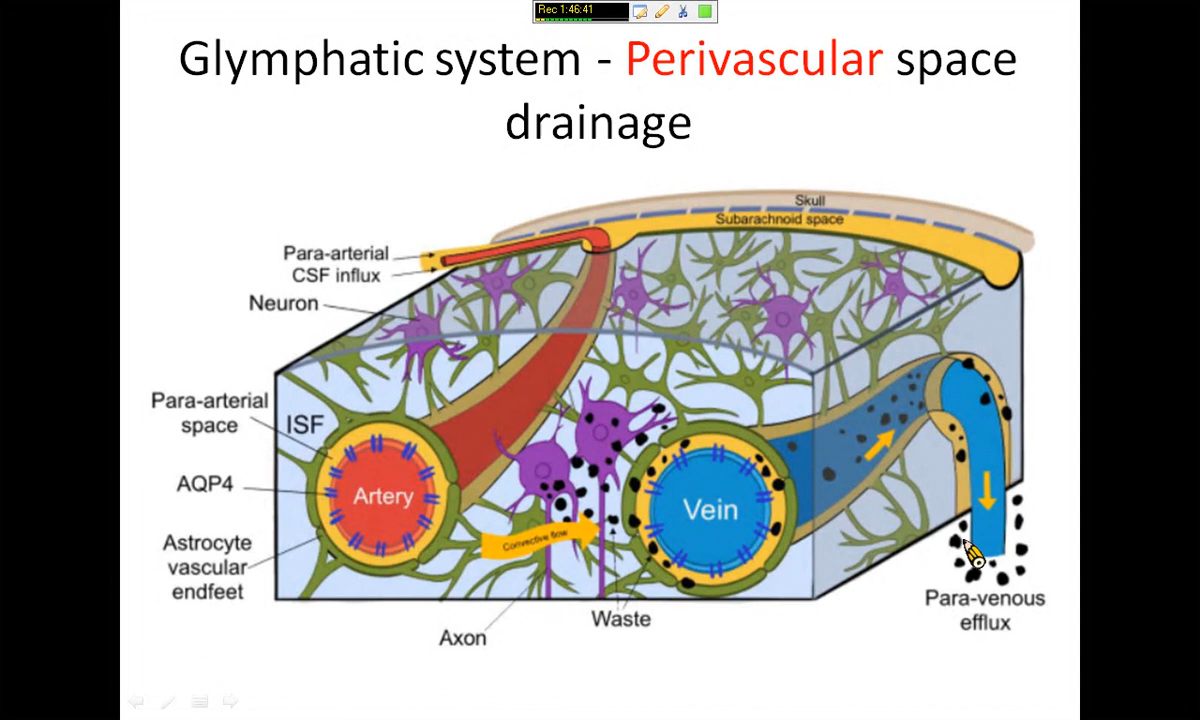 Rec 1:46:41
Glymphatic system - Perivascular space
drainage
Skull
Subarachnoid space
Para-arterial
CSF influx
Neuron
Para-arterial
space
ISF
AQP4
Artery
Vein
Astrocyte
vascular
endfeet
Convective flow
Axon
Waste
Para-venous
efflux